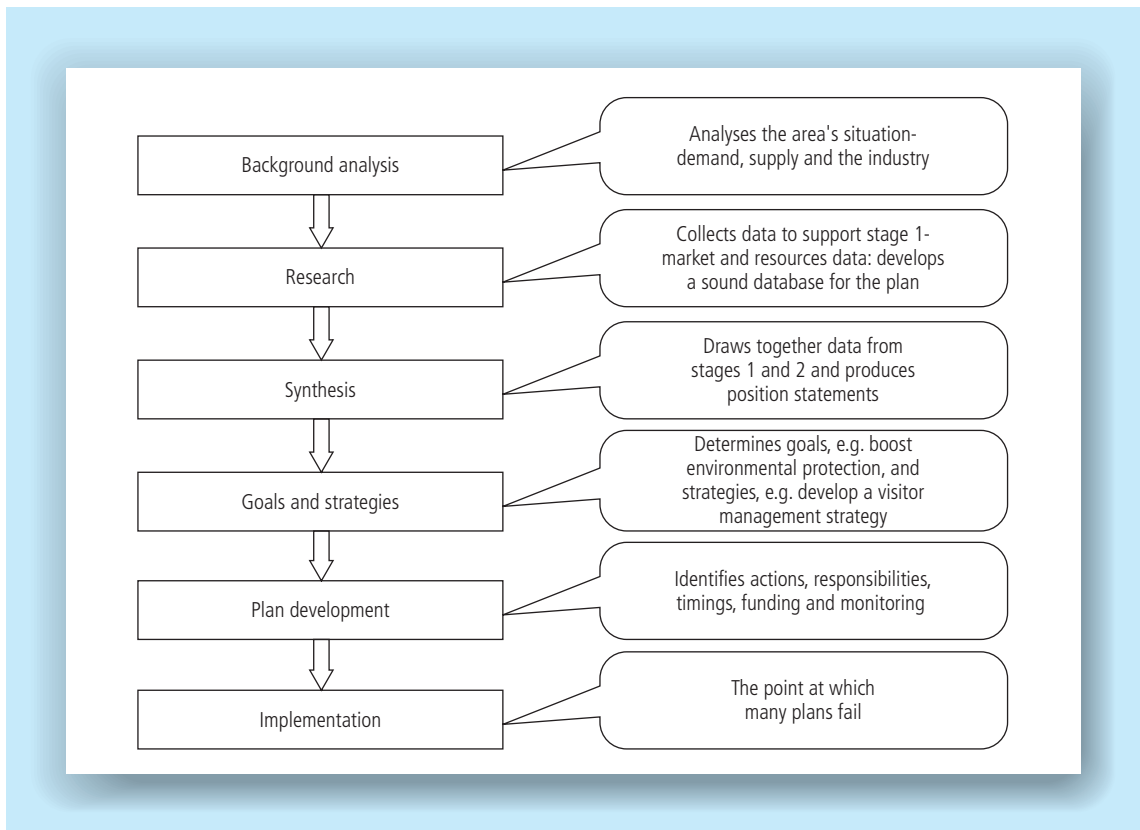 Background analysis
Analyses the area's situation-
demand, supply and the industry
Research
Collects data to support stage 1-
market and resources data: develops
a sound database for the plan
Synthesis
Draws together data from
stages 1 and 2 and produces
position statements
Goals and strategies
Determines goals, e.g. boost
environmental protection, and
strategies, e.g. develop a visitor
management strategy
Plan development
Identifies actions, responsibilities,
timings, funding and monitoring
Implementation
The point at which
many plans fail